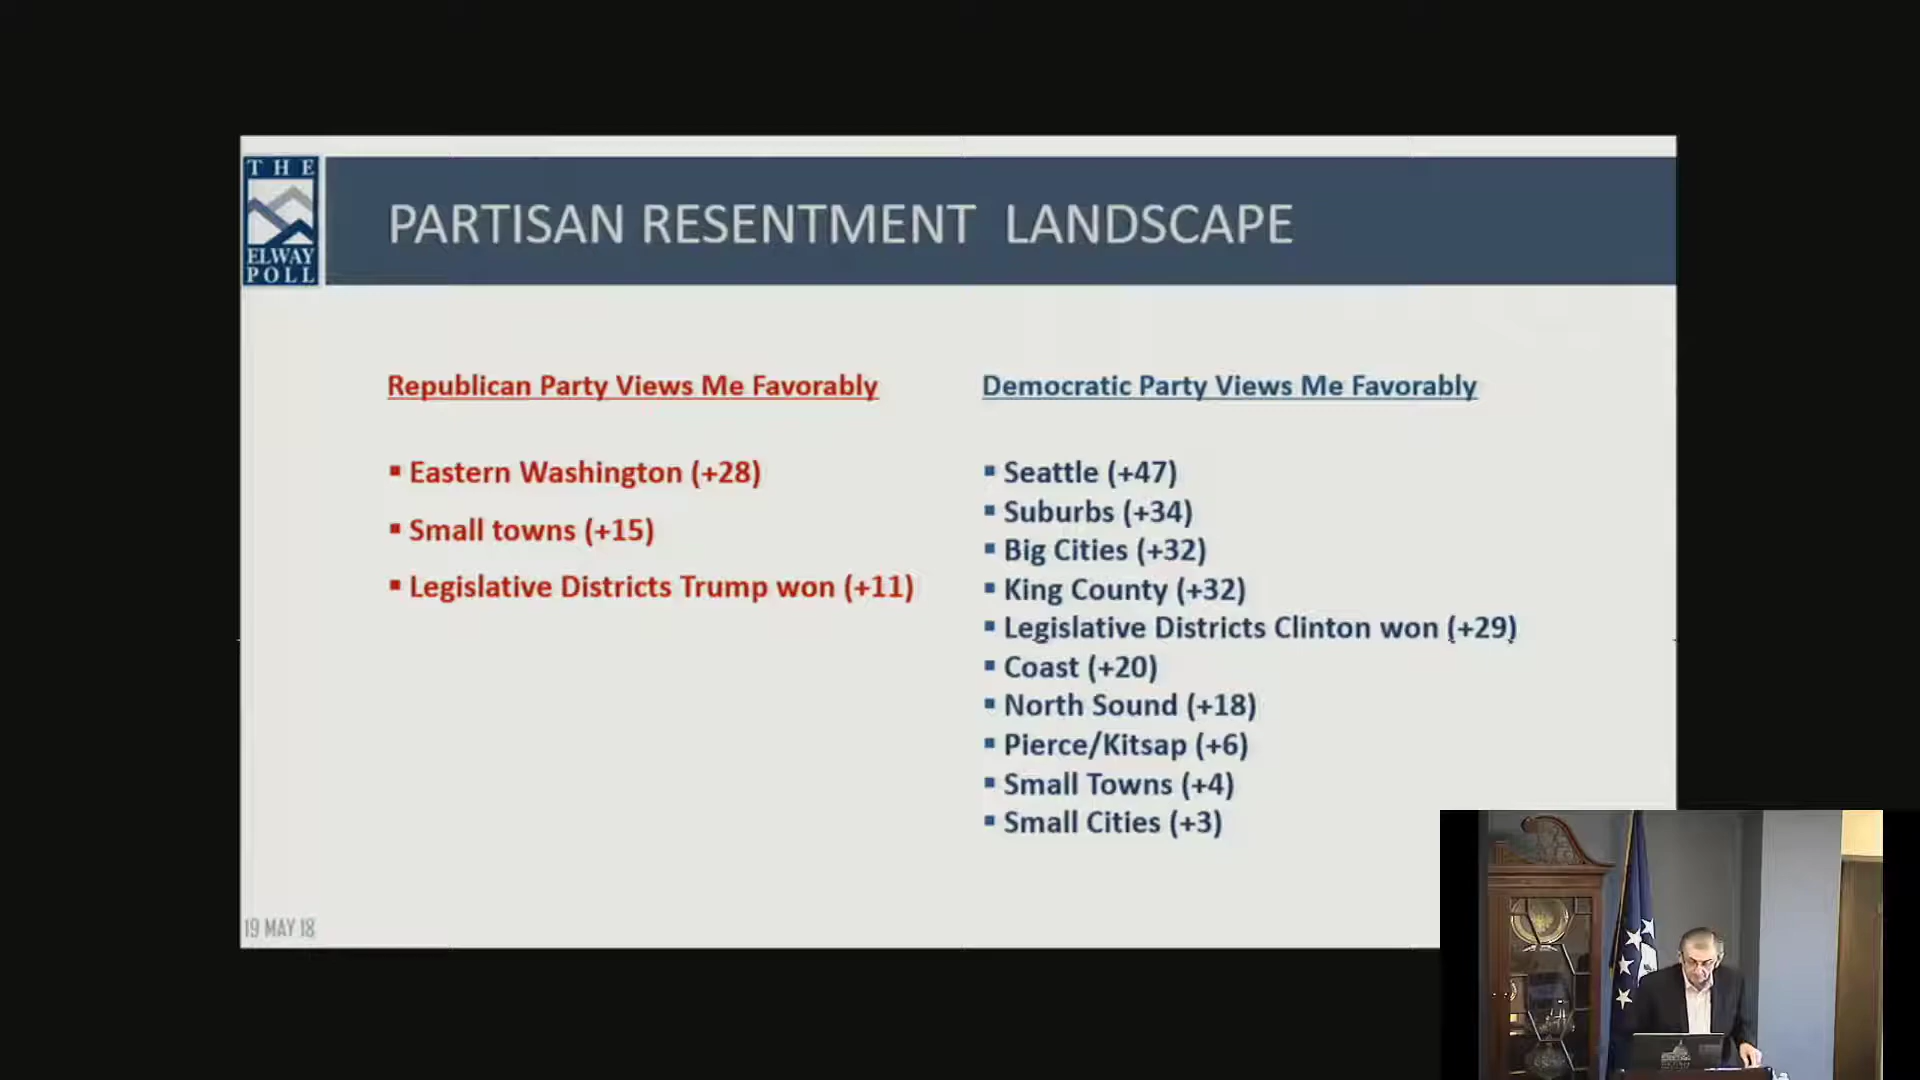 THE
ELWAY
POLL
PARTISAN RESENTMENT LANDSCAPE
Republican Party Views Me Favorably
▪ Eastern Washington (+28)
▪ Small towns (+15)
▪ Legislative Districts Trump won (+11)
Democratic Party Views Me Favorably
▪ Seattle (+47)
▪ Suburbs (+34)
▪ Big Cities (+32)
▪ King County (+32)
▪ Legislative Districts Clinton won (+29)
▪ Coast (+20)
▪ North Sound (+18)
▪ Pierce/Kitsap (+6)
▪ Small Towns (+4)
▪ Small Cities (+3)
19 MAY 18